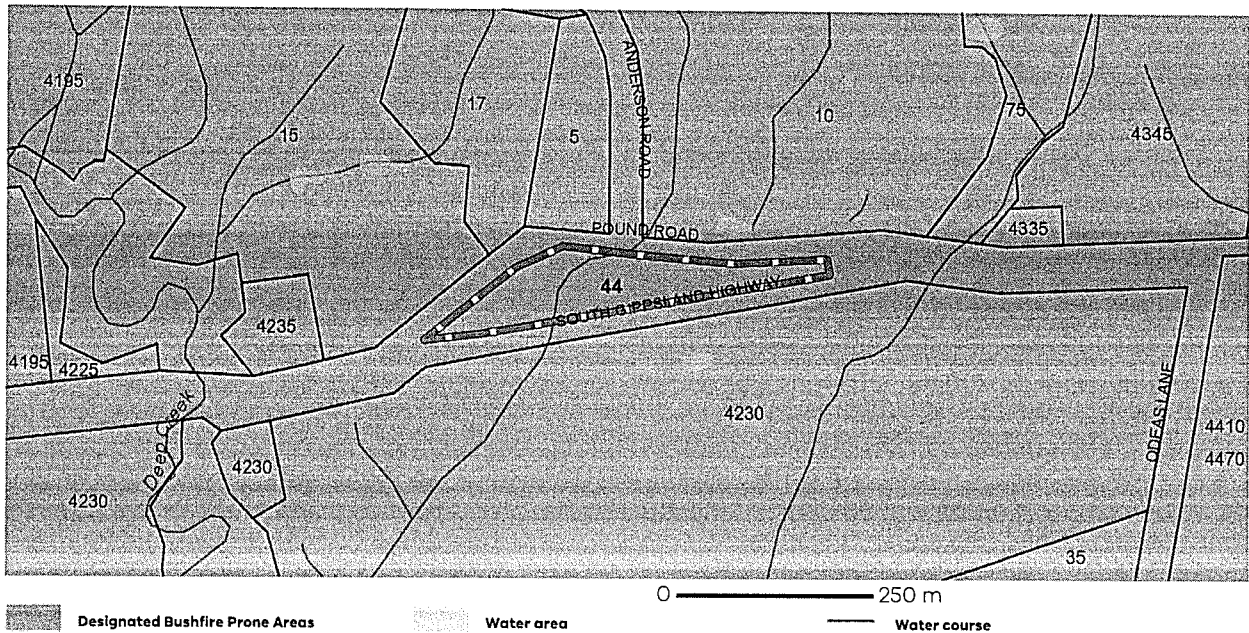 4195
17
ANDERSON ROAD
10
75
4345
15
5
POUND ROAD
4335
44
SOUTH GIPPSLAND HIGHWAY
4235
4195
4225
4230
ODEAS LANE
4410
4470
Deep Creek
4230
4230
35
0 250 m
Designated Bushfire Prone Areas
Water area
Water course